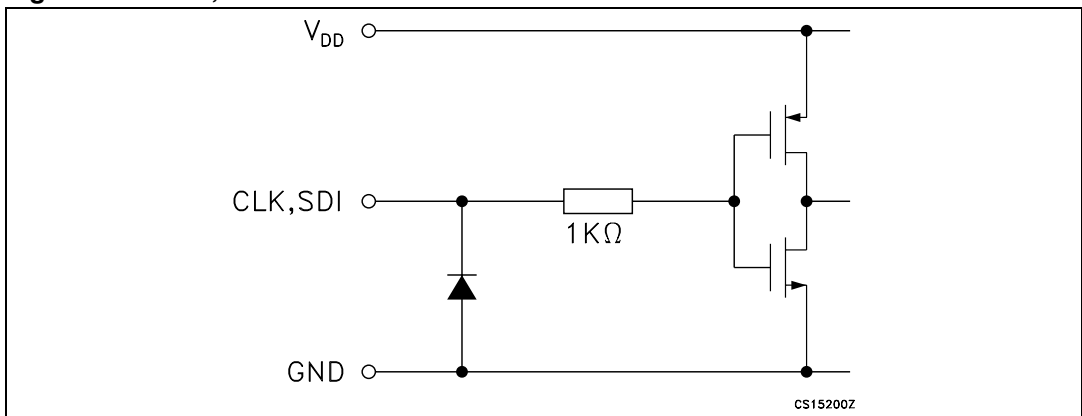 V_DD
CLK,SDI
1KΩ
GND
CS15200Z